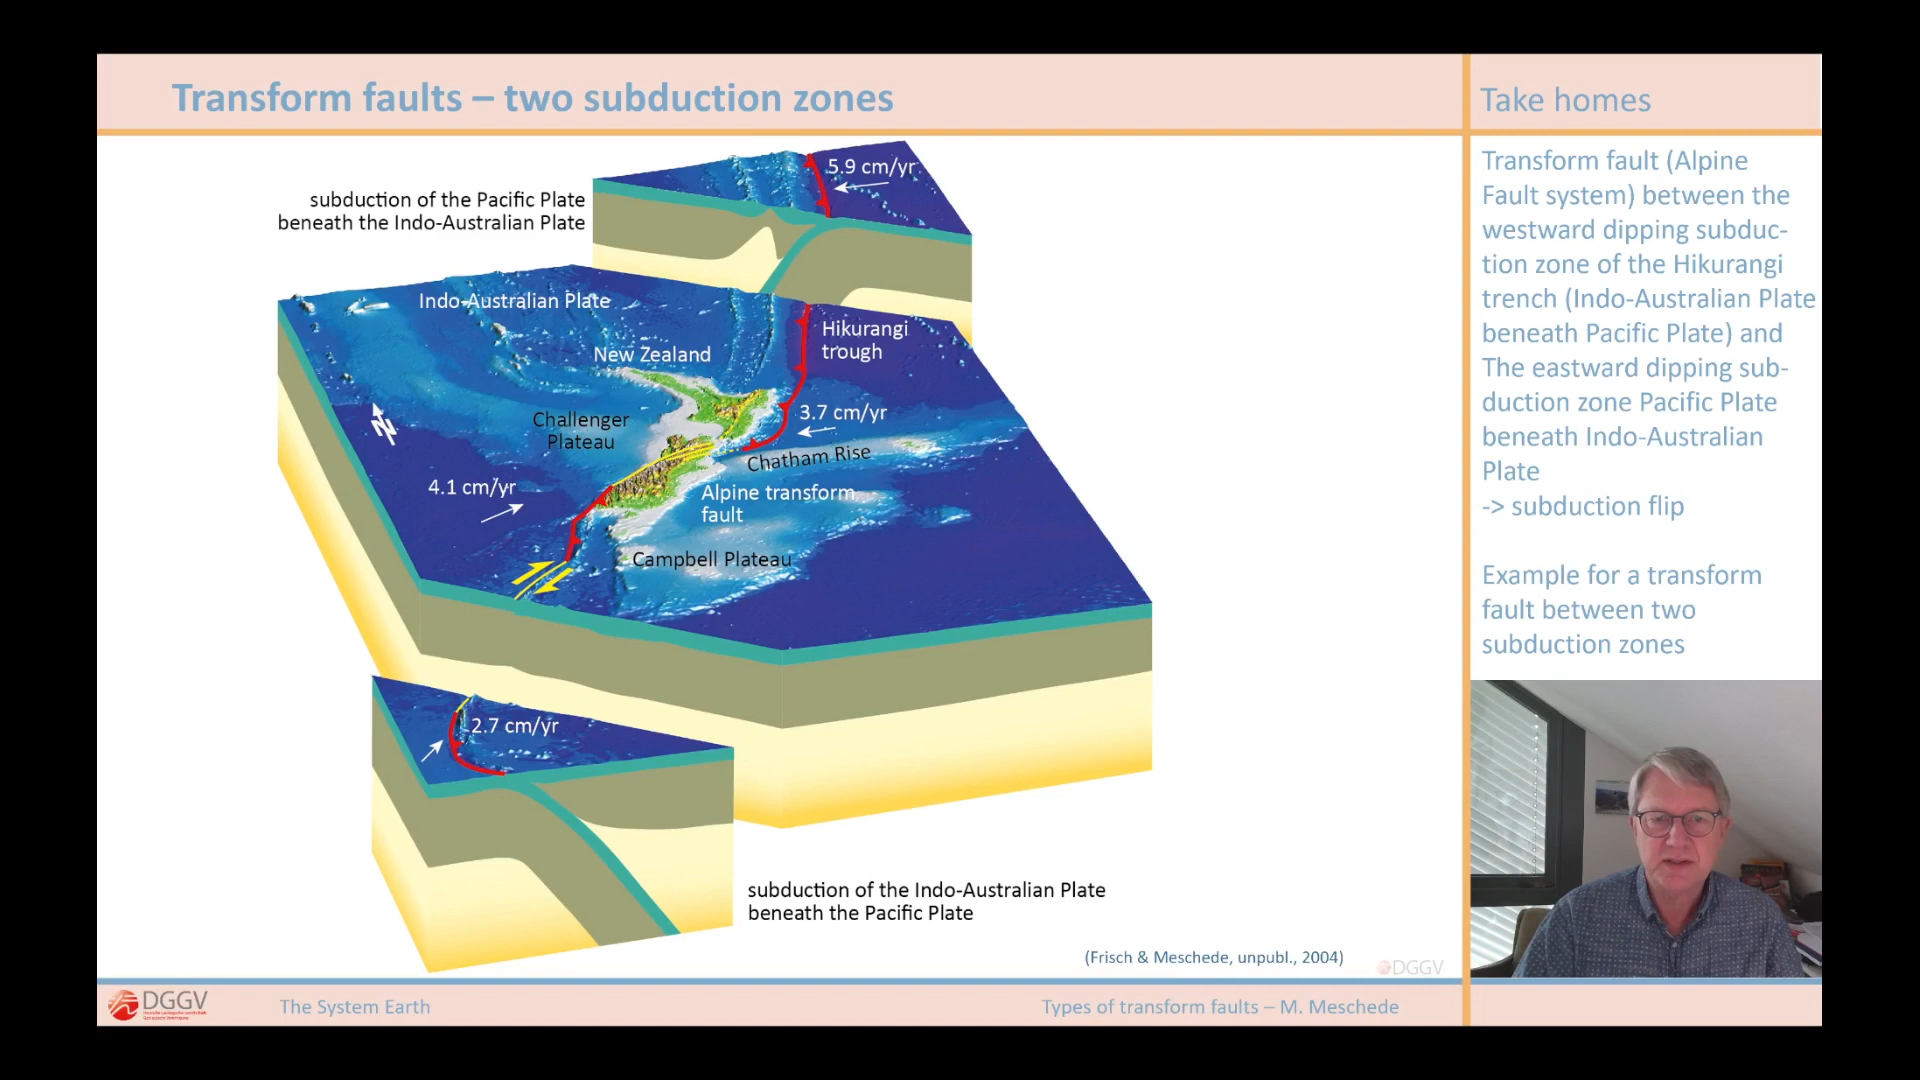 Transform faults – two subduction zones
Take homes
5.9 cm/yr
subduction of the Pacific Plate
beneath the Indo-Australian Plate
Indo-Australian Plate
Hikurangi
trough
New Zealand
Challenger
Plateau
3.7 cm/yr
Chatham Rise
4.1 cm/yr
Alpine transform
fault
Campbell Plateau
N
2.7 cm/yr
subduction of the Indo-Australian Plate
beneath the Pacific Plate
(Frisch & Meschede, unpubl., 2004)
DGGV
Transform fault (Alpine
Fault system) between the
westward dipping subduc-
tion zone of the Hikurangi
trench (Indo-Australian Plate
beneath Pacific Plate) and
The eastward dipping sub-
duction zone Pacific Plate
beneath Indo-Australian
Plate
-> subduction flip
Example for a transform
fault between two
subduction zones
DGGV
The System Earth
Types of transform faults – M. Meschede